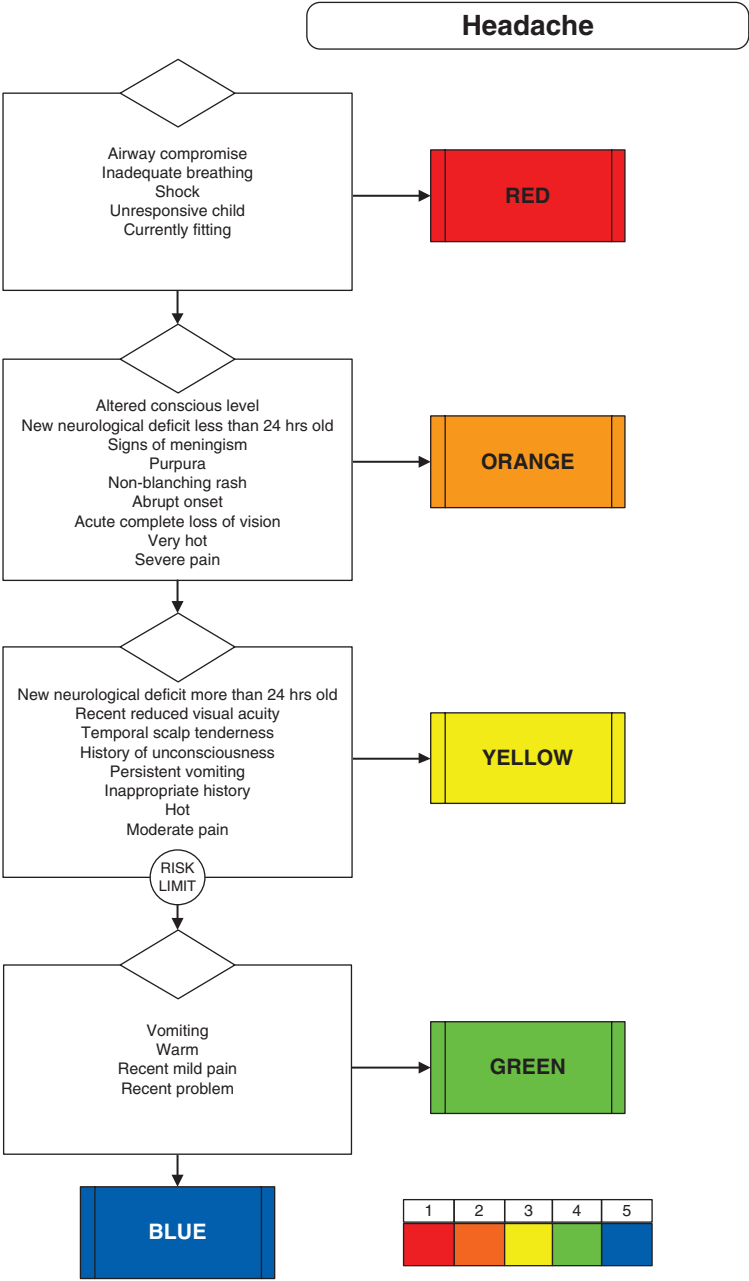 Headache
Airway compromise
Inadequate breathing
Shock
Unresponsive child
Currently fitting
RED
Altered conscious level
New neurological deficit less than 24 hrs old
Signs of meningism
Purpura
Non-blanching rash
Abrupt onset
Acute complete loss of vision
Very hot
Severe pain
ORANGE
New neurological deficit more than 24 hrs old
Recent reduced visual acuity
Temporal scalp tenderness
History of unconsciousness
Persistent vomiting
Inappropriate history
Hot
Moderate pain
YELLOW
RISK
LIMIT
Vomiting
Warm
Recent mild pain
Recent problem
GREEN
BLUE
1 2 3 4 5